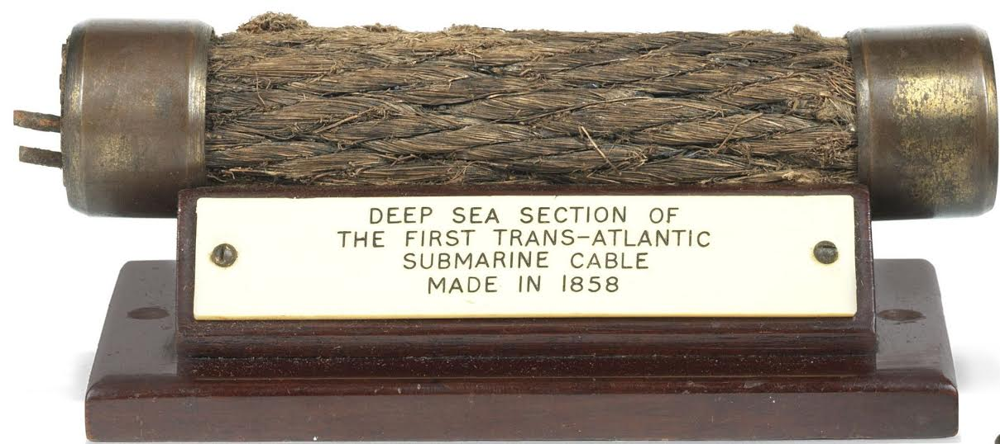 DEEP SEA SECTION OF
THE FIRST TRANS-ATLANTIC
SUBMARINE CABLE
MADE IN 1858